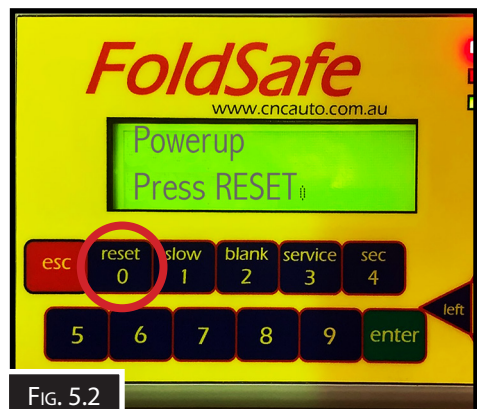 FoldSafe
www.cncauto.com.au
Powerup
Press RESET
esc
reset slow blank service sec
0 1 2 3 4
left
5 6 7 8 9 enter
FIG. 5.2